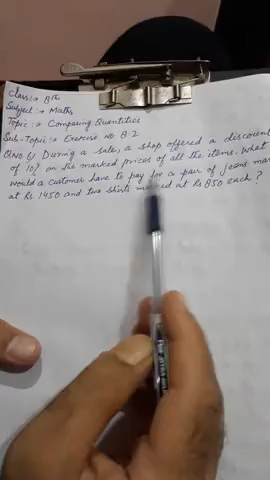 Class :→ 8th
Subject :→ Maths
Topic :→ Comparing Quantities
Sub-Topic :→ Exercise No 8.2
Q.No 6) During a sale, a shop offered a discount
of 10% on the marked prices of all the items. What
would a customer have to pay for a pair of jeans mar
at Rs 1450 and two shirts marked at Rs 850 each?